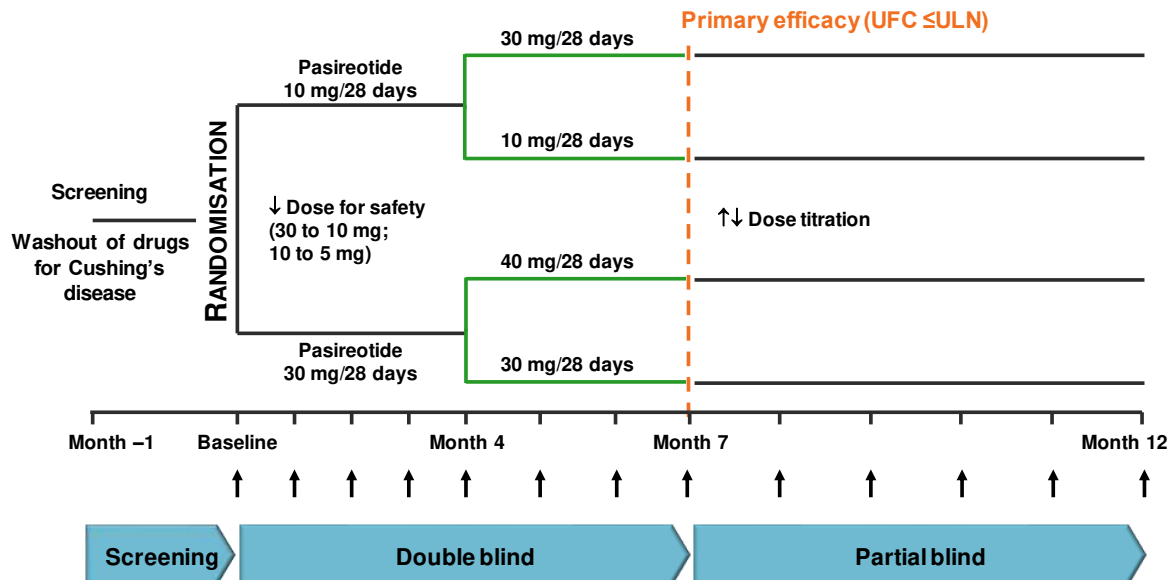 Primary efficacy (UFC ≤ULN)
30 mg/28 days
Pasireotide
10 mg/28 days
10 mg/28 days
Screening
Washout of drugs
for Cushing's
disease
RANDOMISATION
↓ Dose for safety
(30 to 10 mg;
10 to 5 mg)
↑↓ Dose titration
40 mg/28 days
Pasireotide
30 mg/28 days
30 mg/28 days
Month –1
Baseline
Month 4
Month 7
Month 12
Screening
Double blind
Partial blind